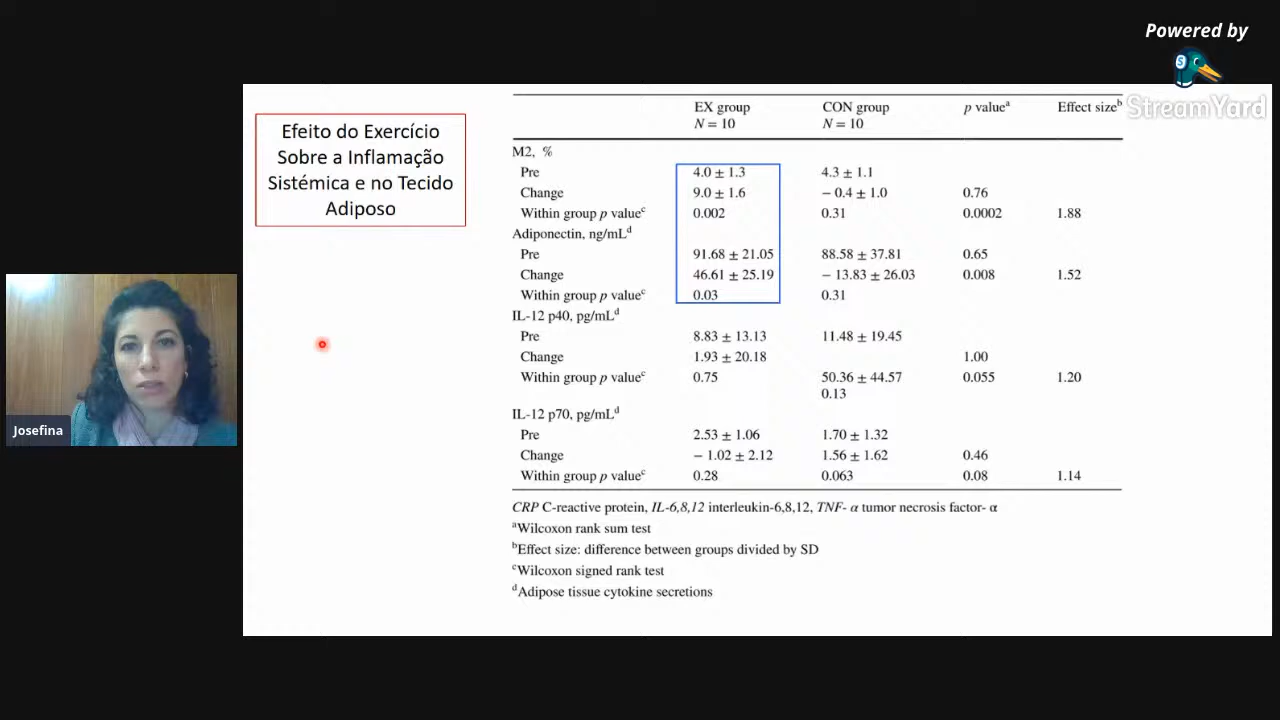 Powered by
StreamYard
Efeito do Exercício
Sobre a Inflamação
Sistémica e no Tecido
Adiposo
Josefina
EX group CON group p valueᵃ Effect sizeᵇ
N = 10 N = 10
M2, %
Pre 4.0 ± 1.3 4.3 ± 1.1
Change 9.0 ± 1.6 − 0.4 ± 1.0 0.76
Within group p valueᶜ 0.002 0.31 0.0002 1.88
Adiponectin, ng/mLᵈ
Pre 91.68 ± 21.05 88.58 ± 37.81 0.65
Change 46.61 ± 25.19 − 13.83 ± 26.03 0.008 1.52
Within group p valueᶜ 0.03 0.31
IL-12 p40, pg/mLᵈ
Pre 8.83 ± 13.13 11.48 ± 19.45
Change 1.93 ± 20.18 1.00
Within group p valueᶜ 0.75 50.36 ± 44.57 0.055 1.20
0.13
IL-12 p70, pg/mLᵈ
Pre 2.53 ± 1.06 1.70 ± 1.32
Change − 1.02 ± 2.12 1.56 ± 1.62 0.46
Within group p valueᶜ 0.28 0.063 0.08 1.14
CRP C-reactive protein, IL-6,8,12 interleukin-6,8,12, TNF- α tumor necrosis factor- α
ᵃWilcoxon rank sum test
ᵇEffect size: difference between groups divided by SD
ᶜWilcoxon signed rank test
ᵈAdipose tissue cytokine secretions